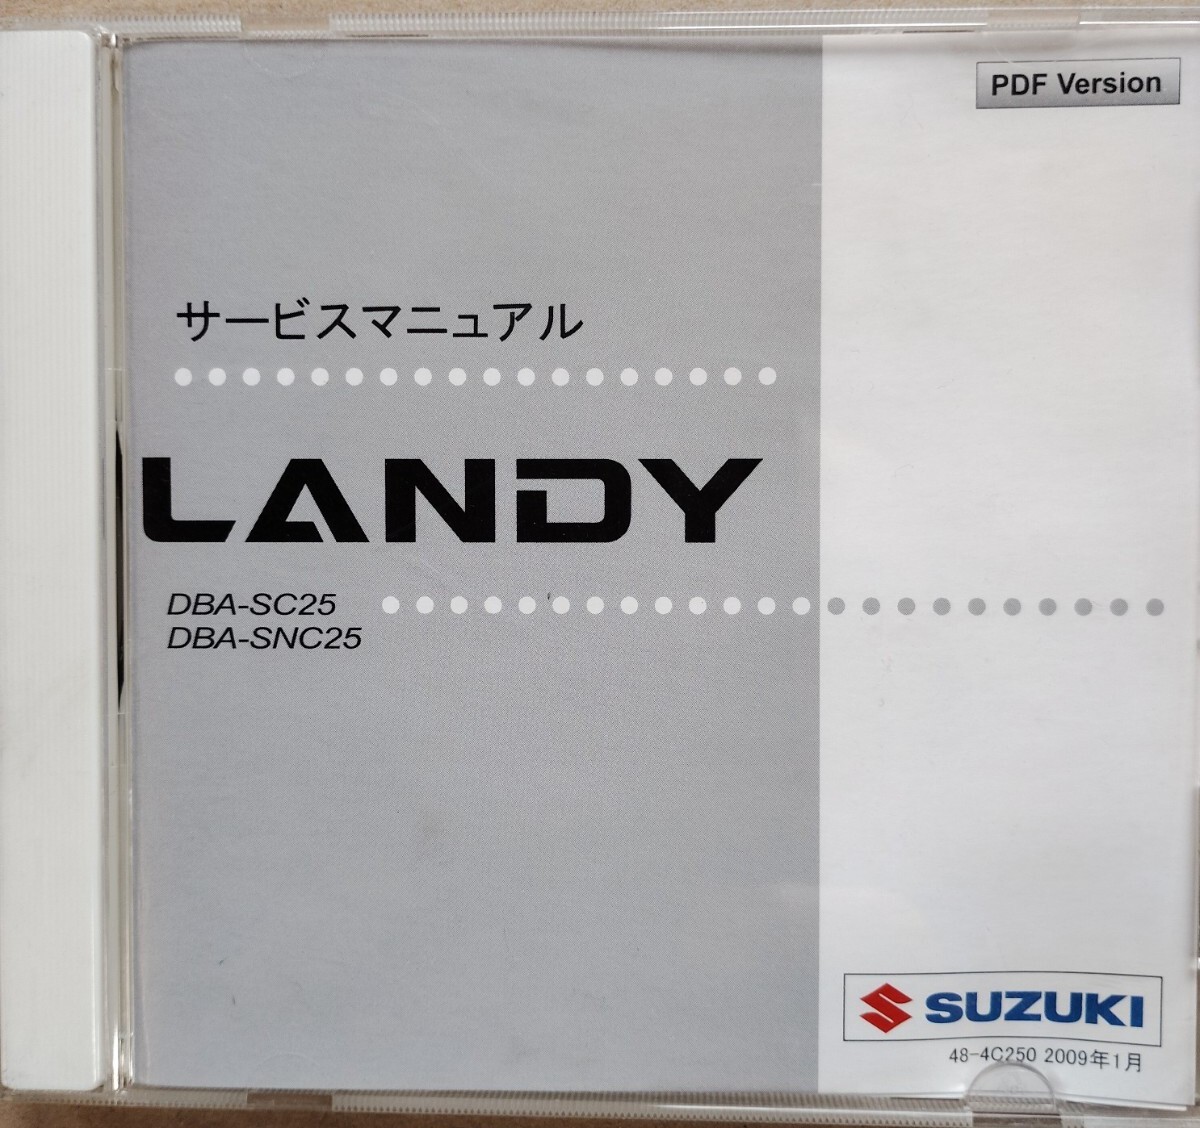 PDF Version
サービスマニュアル
LANDY
DBA-SC25
DBA-SNC25
SUZUKI
48-4C250 2009年1月